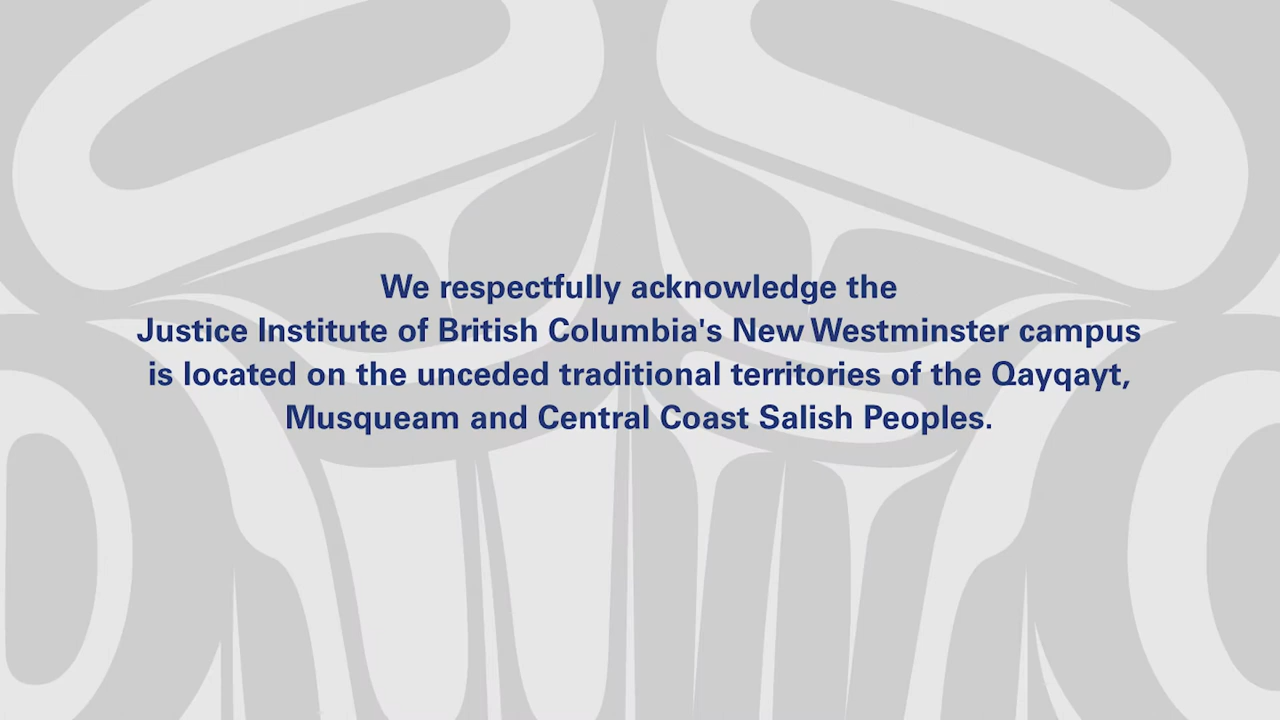 We respectfully acknowledge the
Justice Institute of British Columbia's New Westminster campus
is located on the unceded traditional territories of the Qayqayt,
Musqueam and Central Coast Salish Peoples.